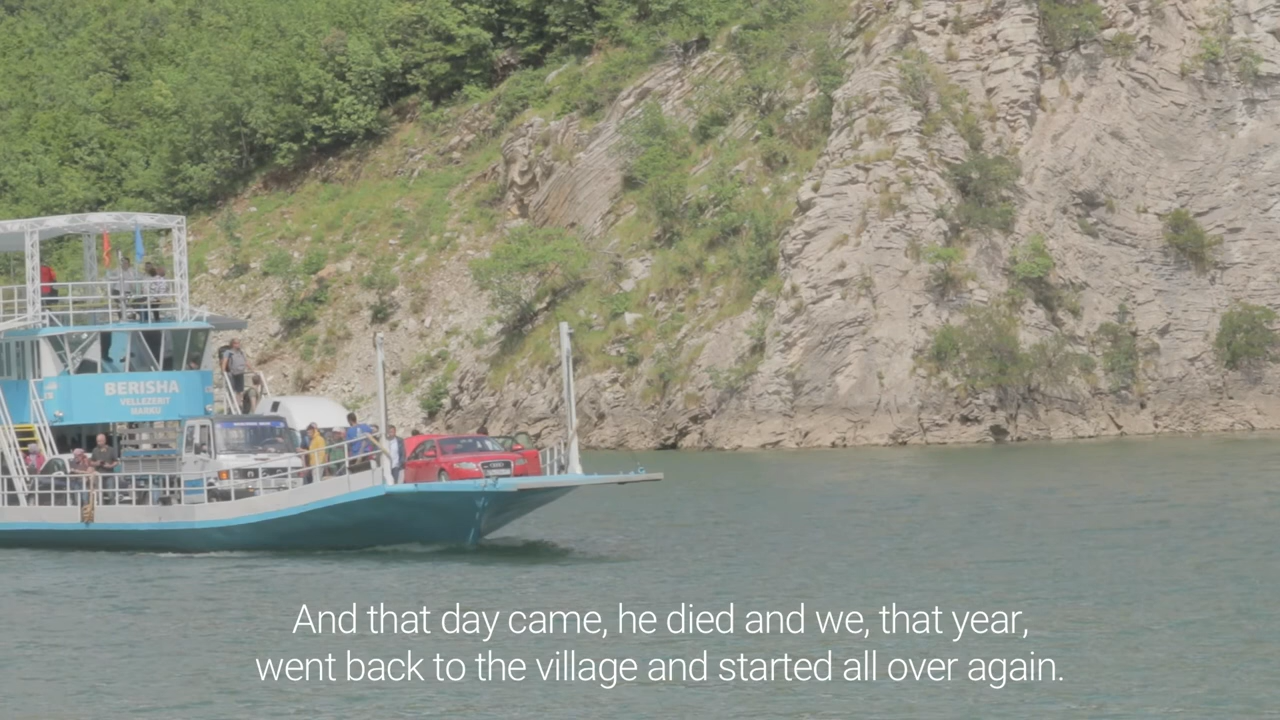 BERISHA
VELLEZERIT
MARKU
And that day came, he died and we, that year,
went back to the village and started all over again.